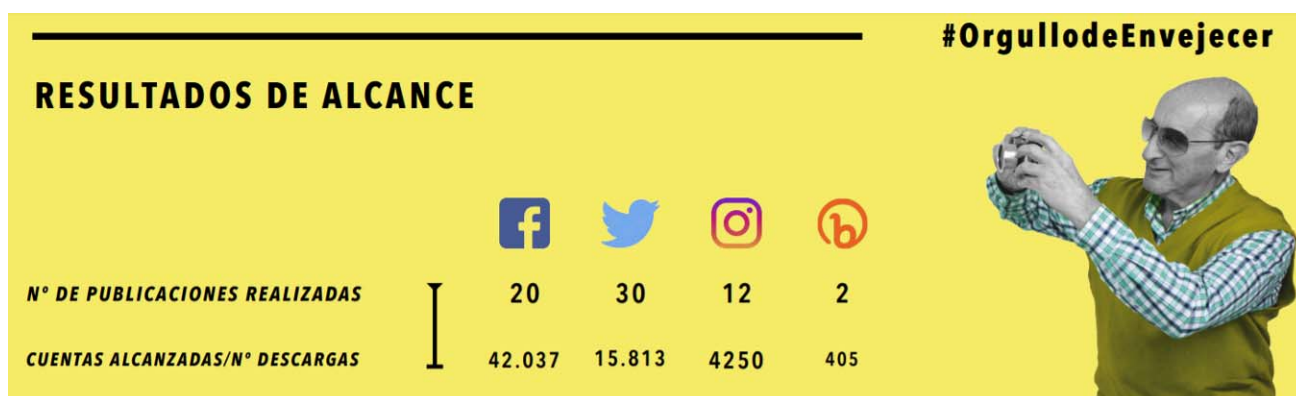 #OrgullodeEnvejecer
RESULTADOS DE ALCANCE
Nº DE PUBLICACIONES REALIZADAS 20 30 12 2
CUENTAS ALCANZADAS/Nº DESCARGAS 42.037 15.813 4250 405